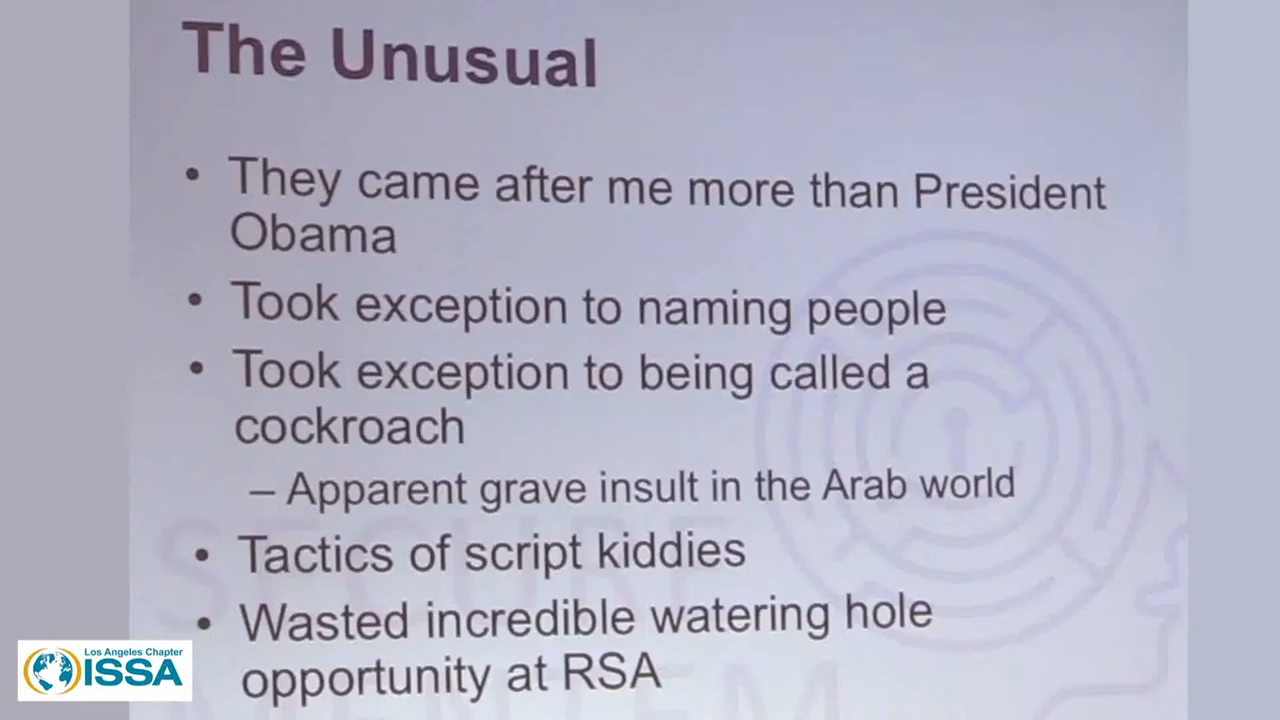 The Unusual
• They came after me more than President
Obama
• Took exception to naming people
• Took exception to being called a
cockroach
– Apparent grave insult in the Arab world
• Tactics of script kiddies
• Wasted incredible watering hole
opportunity at RSA
SECURE
MENTEM
Los Angeles Chapter
ISSA